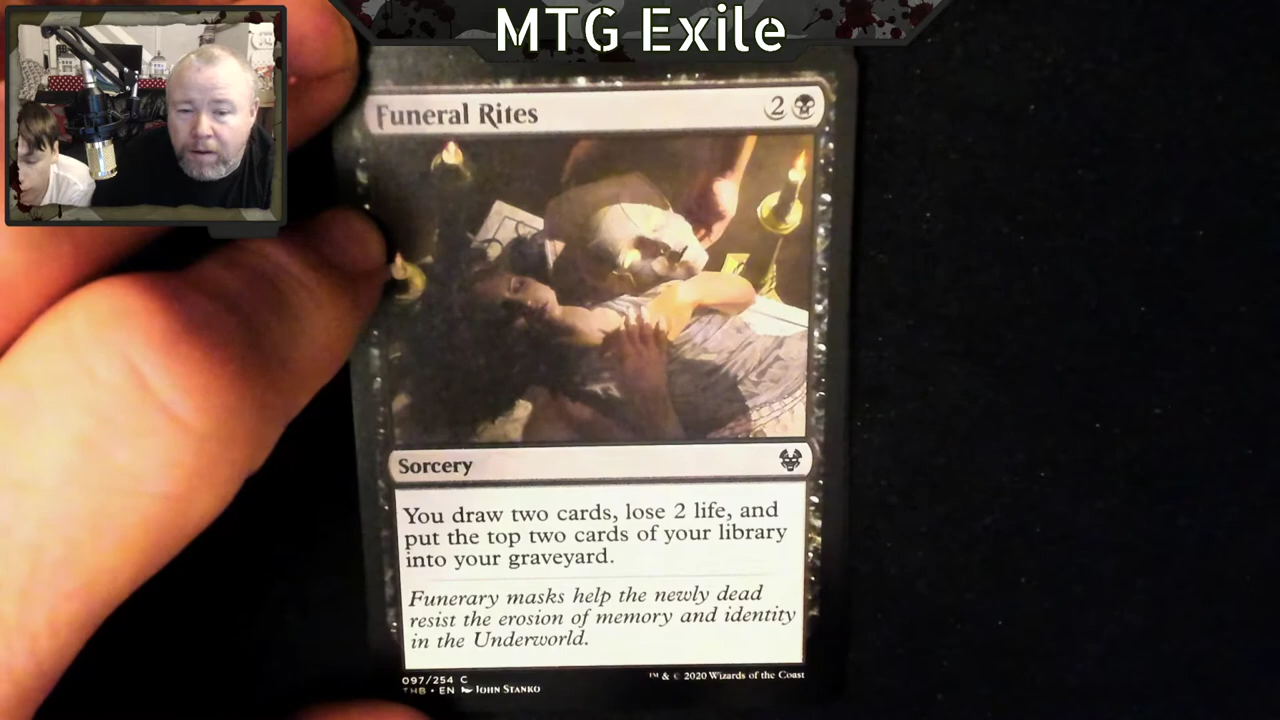 MTG Exile
Funeral Rites 2
Sorcery
You draw two cards, lose 2 life, and
put the top two cards of your library
into your graveyard.
Funerary masks help the newly dead
resist the erosion of memory and identity
in the Underworld.
097/254 C
THB • EN John Stanko
™ & © 2020 Wizards of the Coast